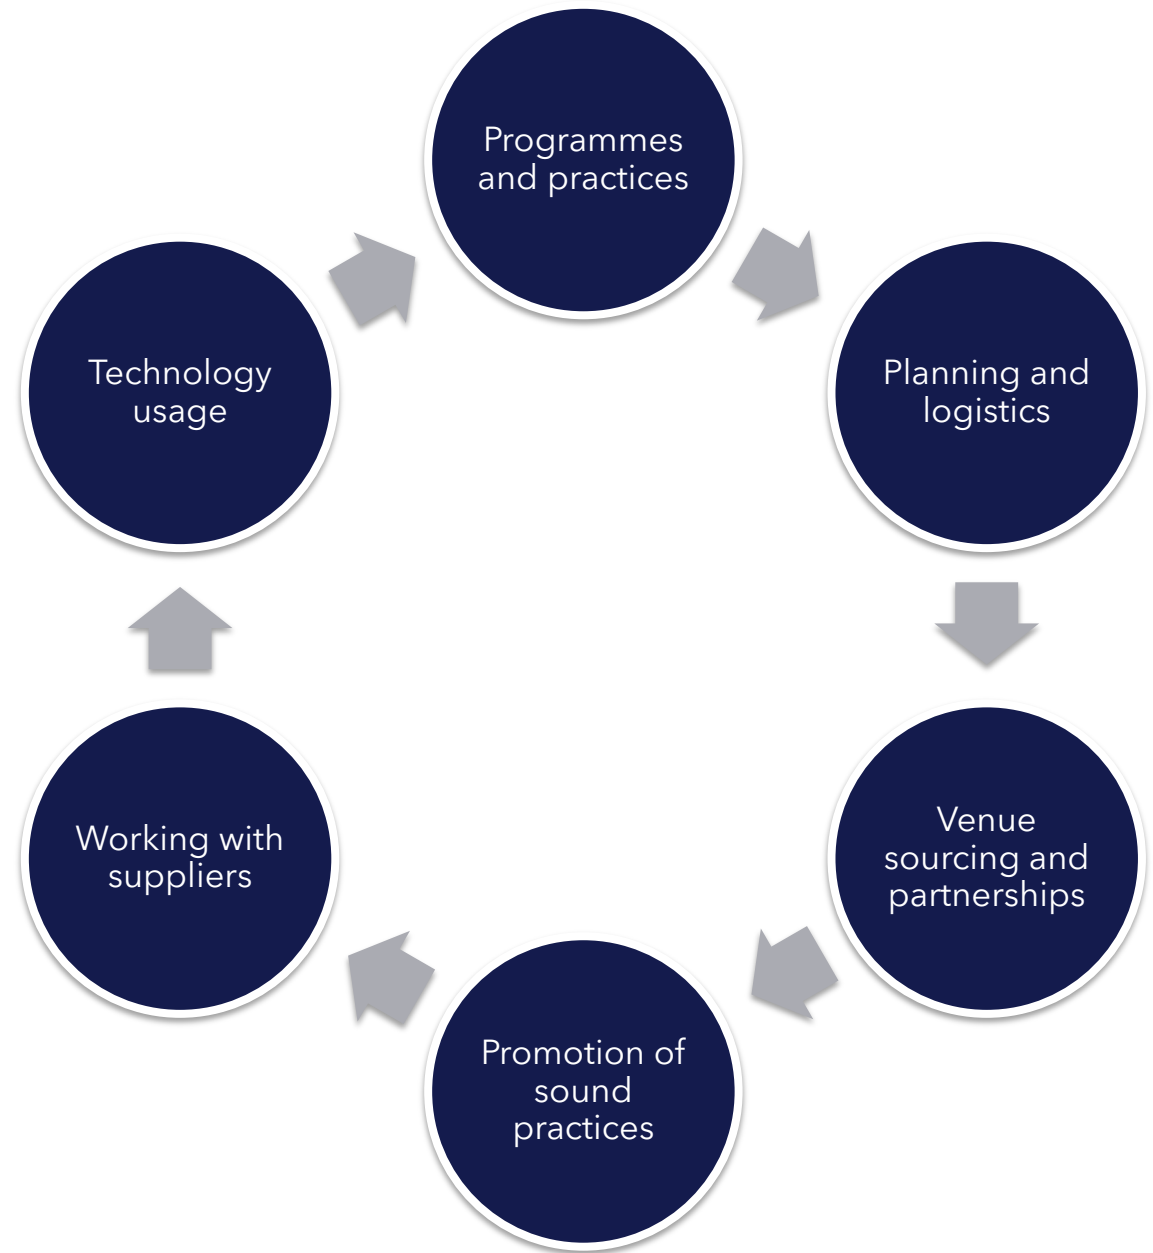 Programmes
and practices
Planning and
logistics
Venue
sourcing and
partnerships
Promotion of
sound
practices
Working with
suppliers
Technology
usage